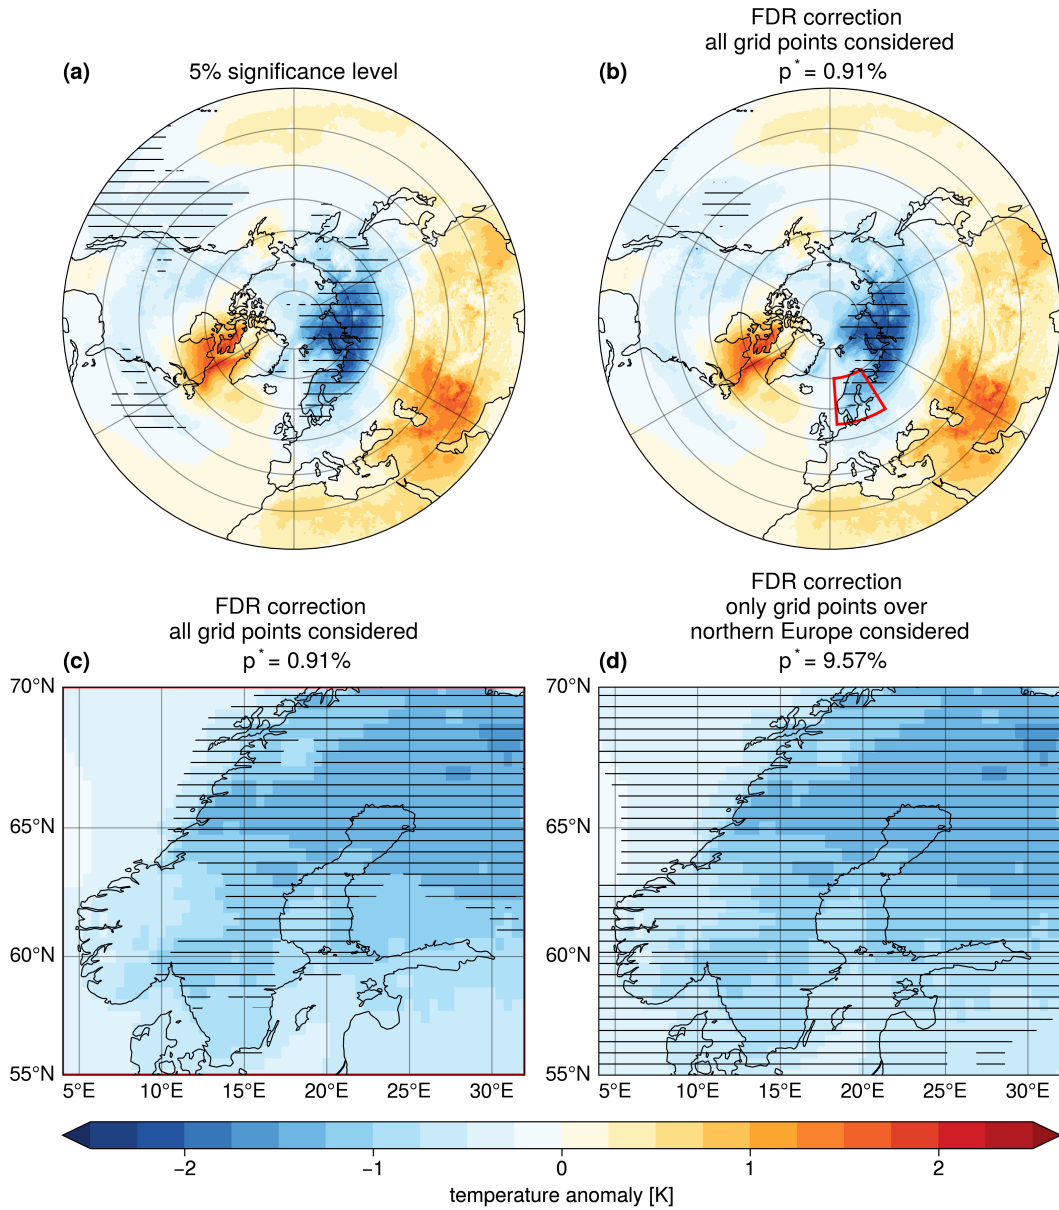 (a)
5% significance level
FDR correction
all grid points considered
(b)
p* = 0.91%
FDR correction
all grid points considered
(c)
p* = 0.91%
FDR correction
only grid points over
northern Europe considered
(d)
p* = 9.57%
70°N
65°N
60°N
55°N
5°E
10°E
15°E
20°E
25°E
30°E
70°N
65°N
60°N
55°N
5°E
10°E
15°E
20°E
25°E
30°E
−2
−1
0
1
2
temperature anomaly [K]